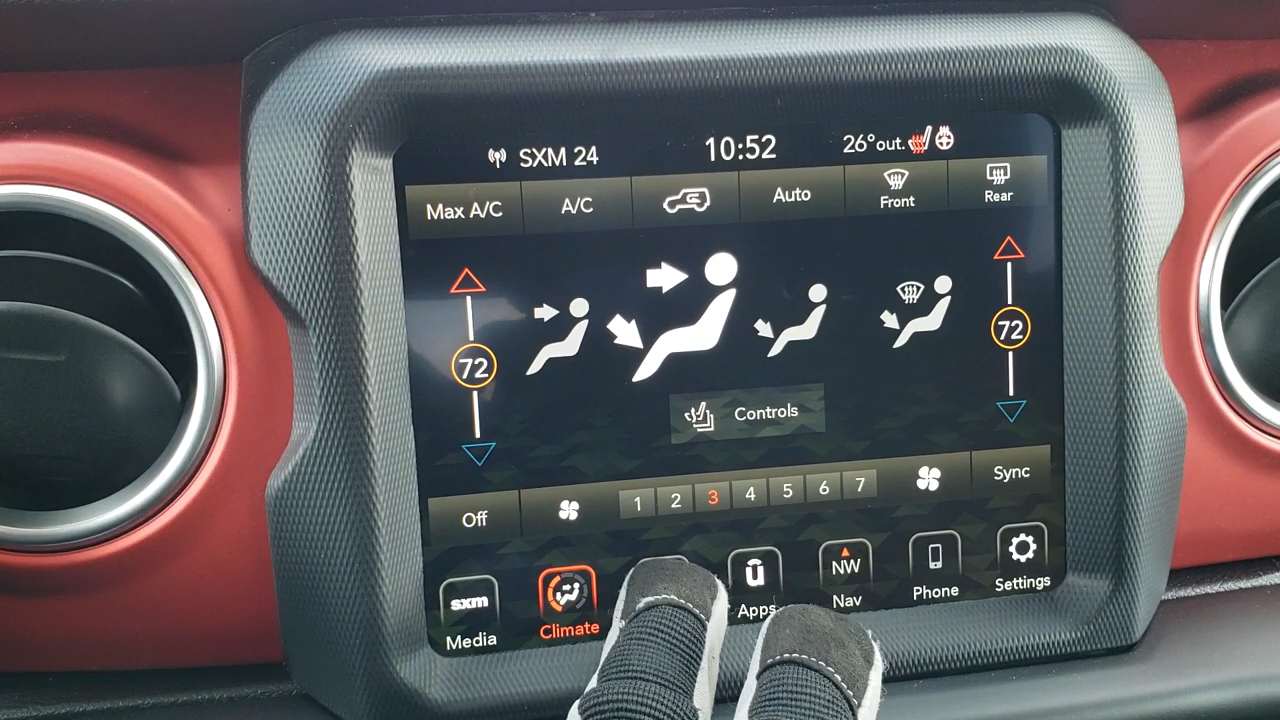 SXM 24
10:52
26°out.
Max A/C
A/C
Auto
Front
Rear
72
72
Controls
Off
1 2 3 4 5 6 7
Sync
sxm
Media
Climate
ū
Apps
NW
Nav
Phone
Settings